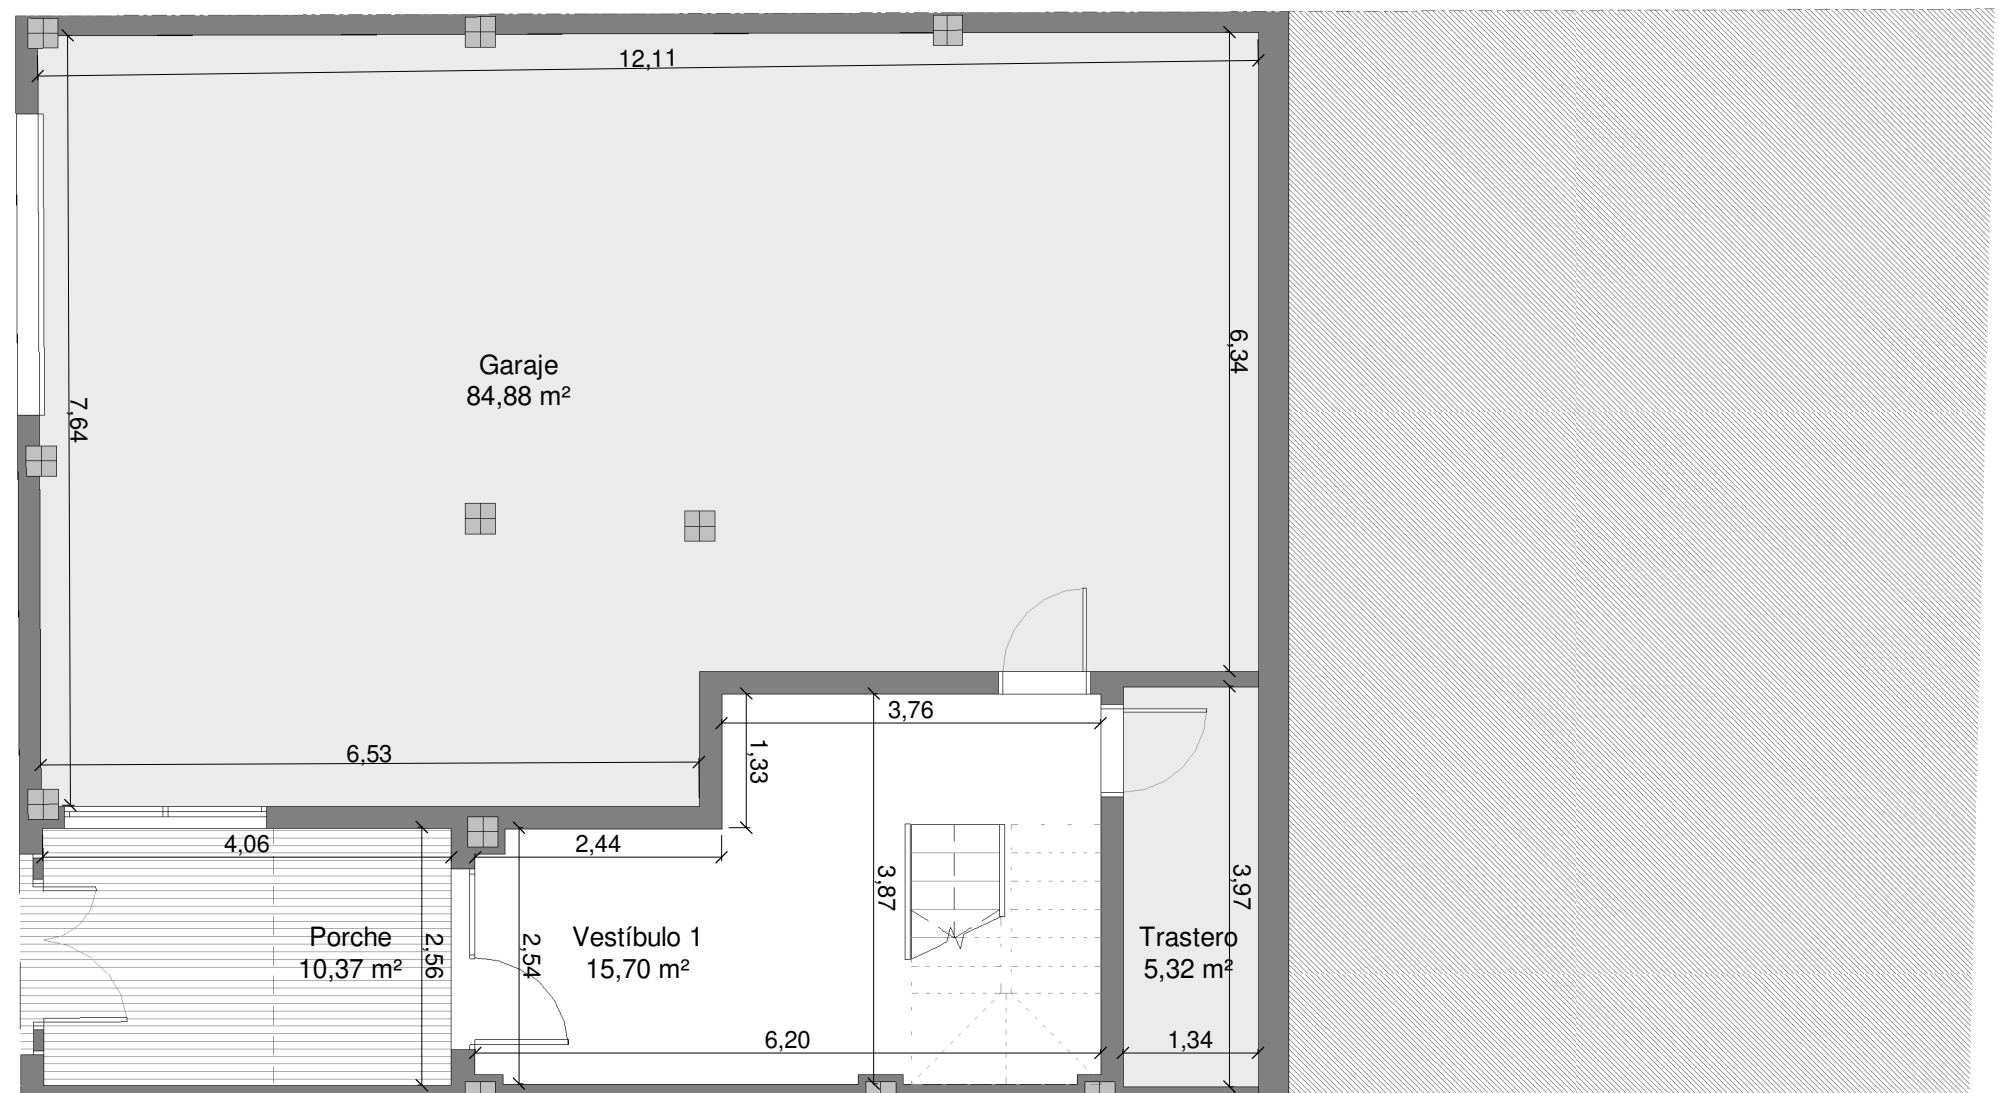 12,11
6,34
Garaje
84,88 m²
7,64
3,76
1,33
6,53
4,06
2,44
3,87
3,97
Porche
10,37 m²
2,56
2,54
Vestíbulo 1
15,70 m²
Trastero
5,32 m²
6,20
1,34